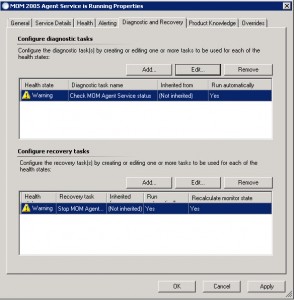 MOM 2005 Agent Service is Running Properties
General Service Details Health Alerting Diagnostic and Recovery Product Knowledge Overrides
Configure diagnostic tasks
Configure the diagnostic task(s) by creating or editing one or more tasks to be used for each of the
health states:
Add... Edit... Remove
Health state Diagnostic task name Inherited from Run automatically
Warning Check MOM Agent Service status (Not inherited) Yes
Configure recovery tasks
Configure the recovery task(s) by creating or editing one or more tasks to be used for each of the
health states:
Add... Edit... Remove
Health Recovery task Inherited Run Recalculate monitor state
Warning Stop MOM Agent... (Not inherited) Yes Yes
OK Cancel Apply